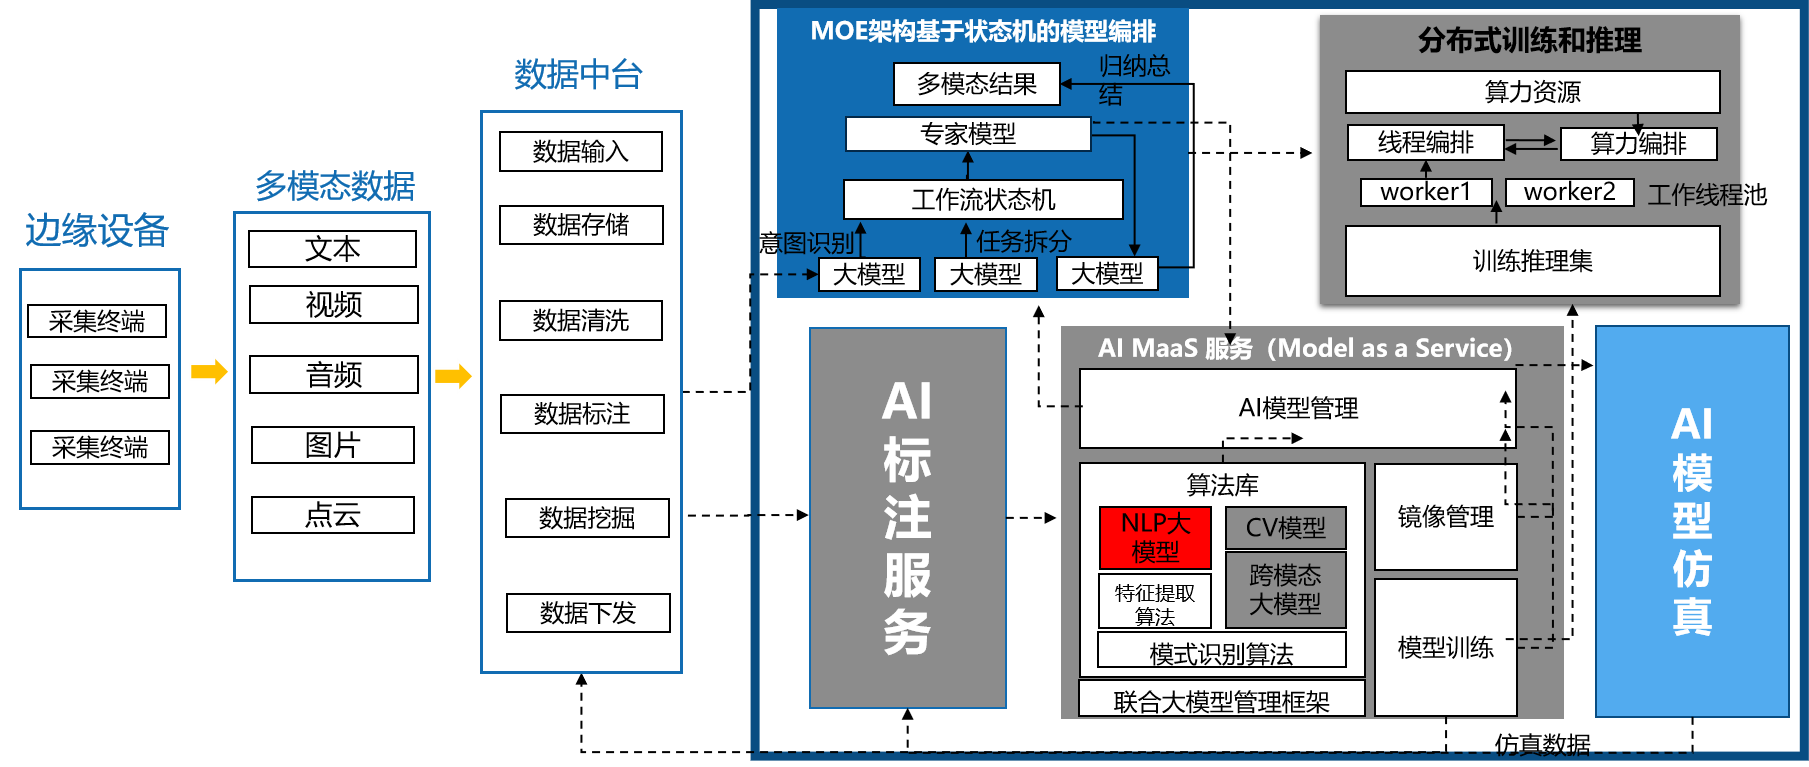 边缘设备
采集终端
采集终端
采集终端
多模态数据
文本
视频
音频
图片
点云
数据中台
数据输入
数据存储
数据清洗
数据标注
数据挖掘
数据下发
MOE架构基于状态机的模型编排
多模态结果
归纳总
结
专家模型
工作流状态机
意图识别
任务拆分
大模型
大模型
大模型
分布式训练和推理
算力资源
线程编排
算力编排
worker1
worker2
工作线程池
训练推理集
AI
标
注
服
务
AI MaaS 服务（Model as a Service）
AI模型管理
算法库
NLP大
模型
CV模型
特征提取
算法
跨模态
大模型
模式识别算法
联合大模型管理框架
镜像管理
模型训练
AI
模
型
仿
真
仿真数据